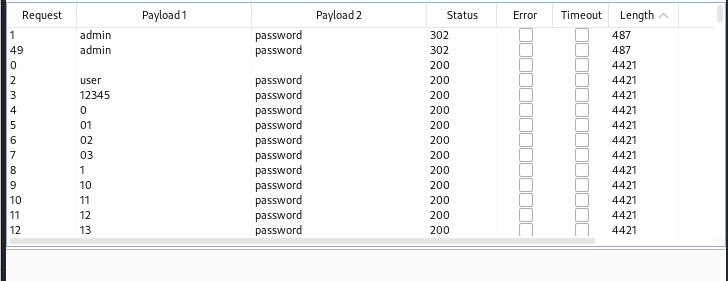 Request Payload 1 Payload 2 Status Error Timeout Length
1 admin password 302 487
49 admin password 302 487
0 200 4421
2 user password 200 4421
3 12345 password 200 4421
4 0 password 200 4421
5 01 password 200 4421
6 02 password 200 4421
7 03 password 200 4421
8 1 password 200 4421
9 10 password 200 4421
10 11 password 200 4421
11 12 password 200 4421
12 13 password 200 4421